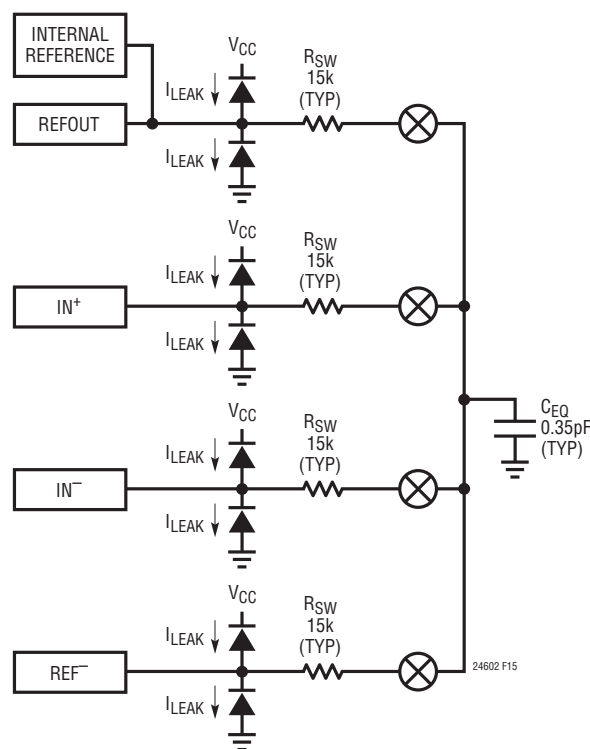 INTERNAL
REFERENCE
REFOUT
VCC
ILEAK
ILEAK
RSW
15k
(TYP)
IN+
VCC
ILEAK
ILEAK
RSW
15k
(TYP)
CEQ
0.35pF
(TYP)
IN−
VCC
ILEAK
ILEAK
RSW
15k
(TYP)
REF−
VCC
ILEAK
ILEAK
RSW
15k
(TYP)
24602 F15